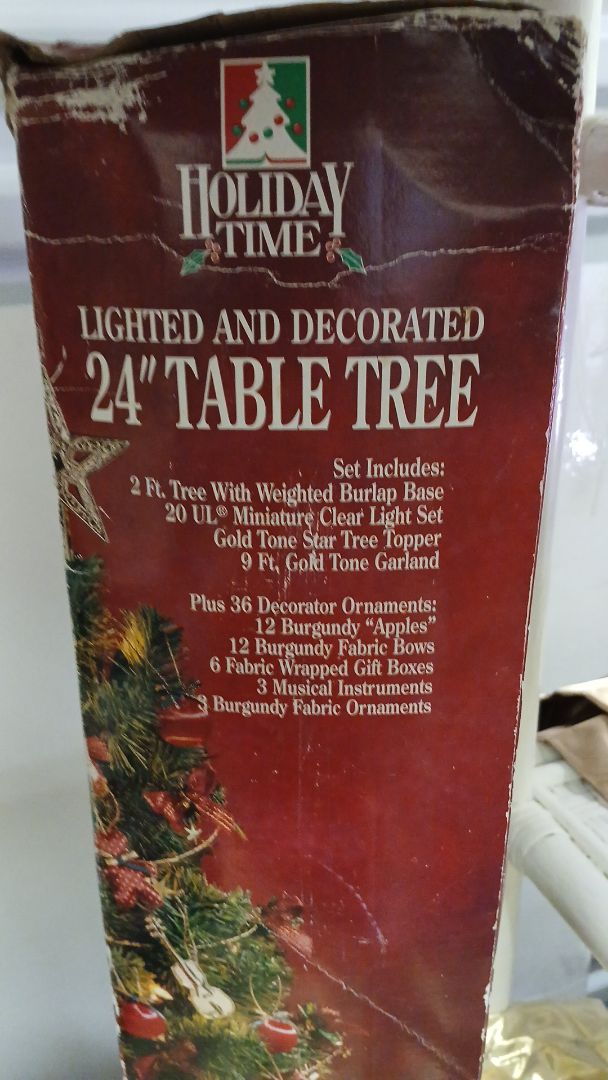 HOLIDAY
TIME
LIGHTED AND DECORATED
24" TABLE TREE
Set Includes:
2 Ft. Tree With Weighted Burlap Base
20 UL® Miniature Clear Light Set
Gold Tone Star Tree Topper
9 Ft. Gold Tone Garland
Plus 36 Decorator Ornaments:
12 Burgundy “Apples”
12 Burgundy Fabric Bows
6 Fabric Wrapped Gift Boxes
3 Musical Instruments
3 Burgundy Fabric Ornaments